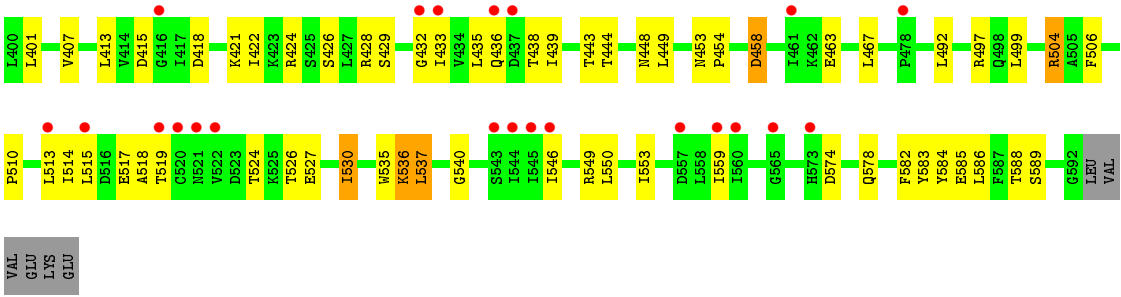 L400 L401 V407 L413 V414 D415 G416 I417 D418 K421 I422 K423 R424 S425 S426 L427 R428 S429 G432 I433 V434 L435 Q436 D437 T438 I439 T443 T444 N448 L449 N453 P454 D458 I461 K462 E463 L467 P478 L492 R497 Q498 L499 R504 A505 F506
P510 L513 I514 L515 D516 E517 A518 T519 C520 N521 V522 D523 T524 K525 T526 E527 I530 W535 K536 L537 G540 S543 I544 I545 I546 R549 L550 I553 D557 L558 I559 I560 G565 H573 D574 Q578 F582 Y583 Y584 E585 L586 F587 T588 S589 G592 LEU VAL
VAL GLU LYS GLU